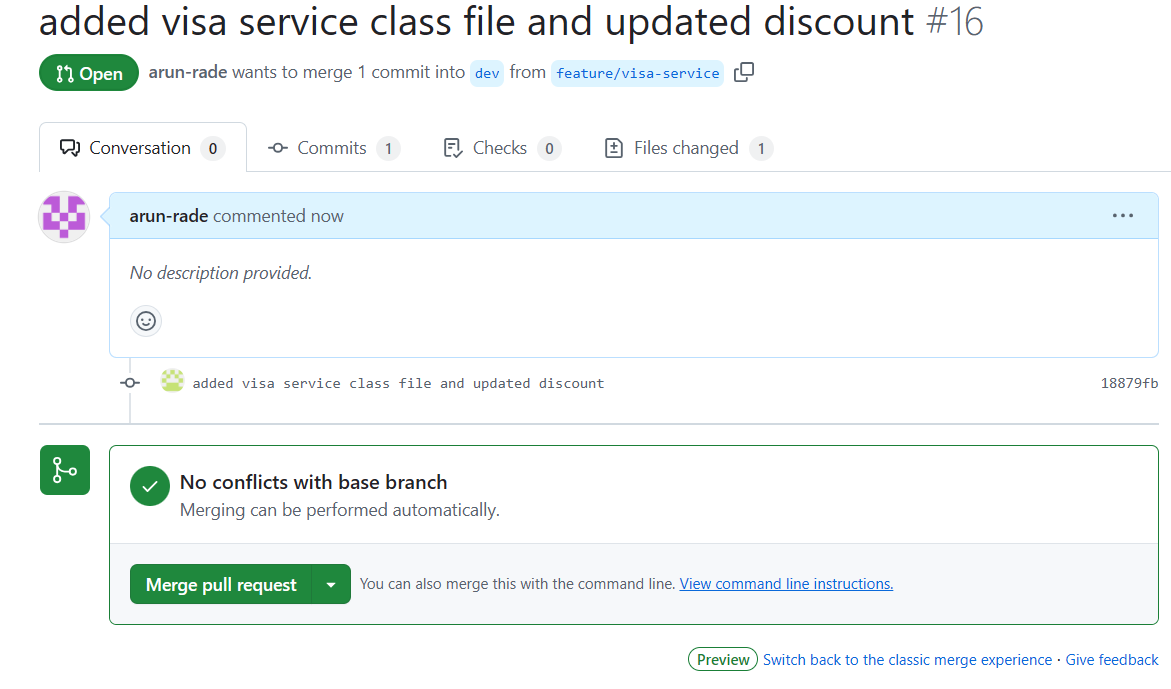 added visa service class file and updated discount #16
Open arun-rade wants to merge 1 commit into dev from feature/visa-service
Conversation 0 Commits 1 Checks 0 Files changed 1
arun-rade commented now
No description provided.
added visa service class file and updated discount 18879fb
No conflicts with base branch
Merging can be performed automatically.
Merge pull request You can also merge this with the command line. View command line instructions.
Preview Switch back to the classic merge experience · Give feedback